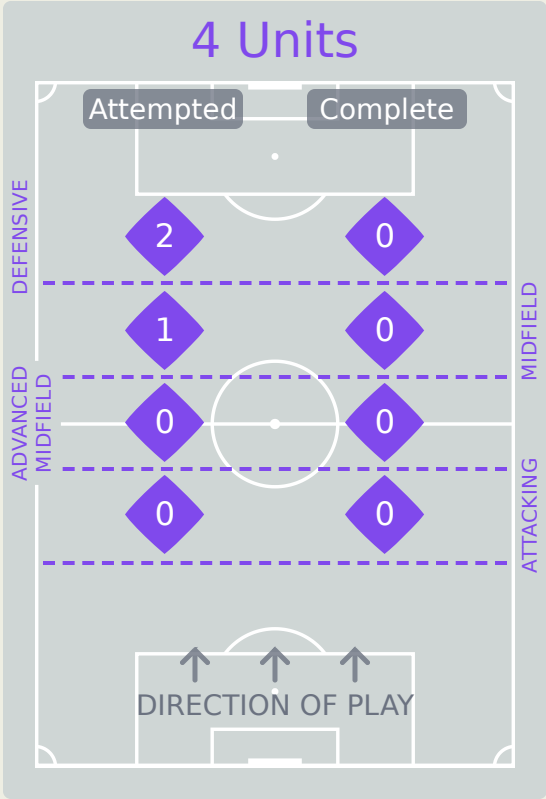 4 Units
Attempted
Complete
DEFENSIVE
2
0
MIDFIELD
1
0
ADVANCED
MIDFIELD
0
0
ATTACKING
0
0
DIRECTION OF PLAY